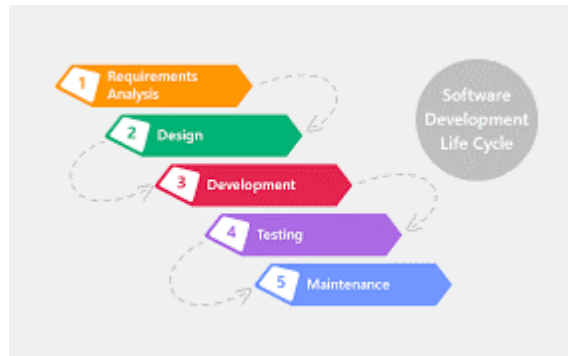 1
Requirements
Analysis
2
Design
3
Development
4
Testing
5
Maintenance
Software
Development
Life Cycle